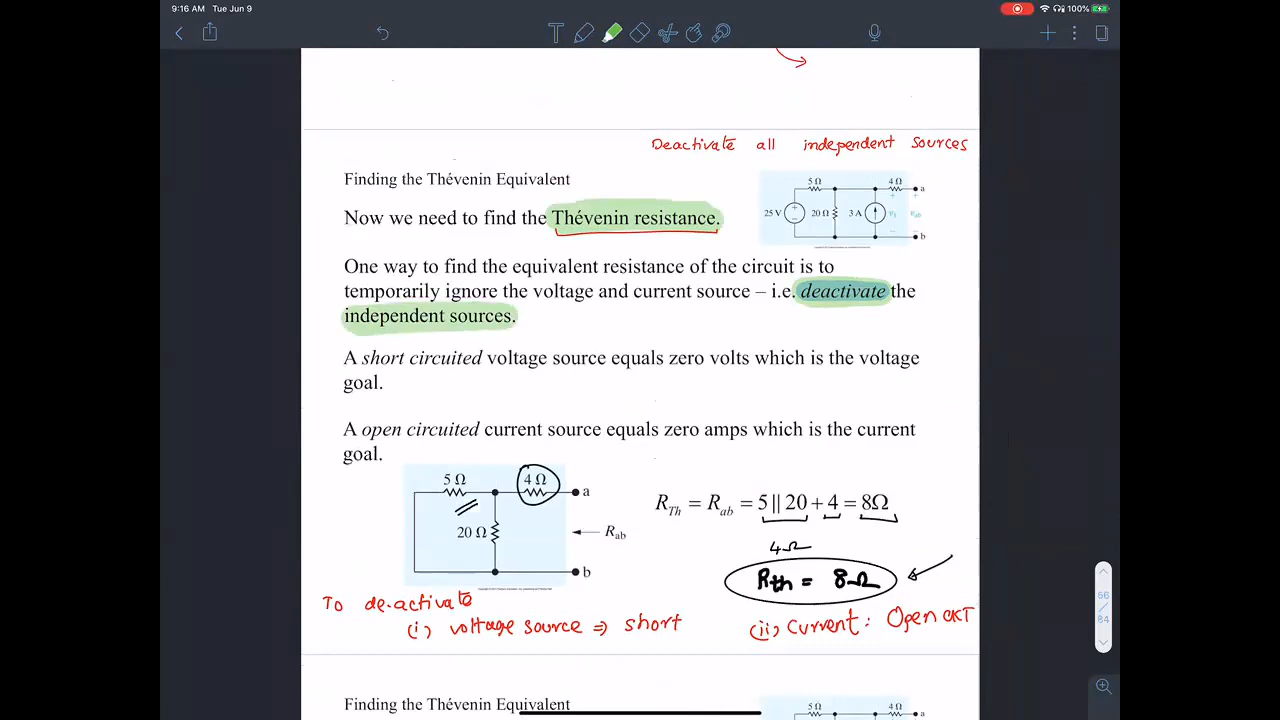 9:16 AM Tue Jun 9
100%
Deactivate all independent sources
Finding the Thévenin Equivalent
Now we need to find the Thévenin resistance.
5 Ω
4 Ω
a
25 V
+
−
20 Ω
3 A
+
v₁
−
+
vab
−
b
One way to find the equivalent resistance of the circuit is to
temporarily ignore the voltage and current source – i.e. deactivate the
independent sources.
A short circuited voltage source equals zero volts which is the voltage
goal.
A open circuited current source equals zero amps which is the current
goal.
5 Ω
4 Ω
a
20 Ω
Rab
b
RTh = Rab = 5 || 20 + 4 = 8Ω
4Ω
Rth = 8Ω
To de-activate
(i) voltage source ⇒ short
(ii) Current: Open CKT
56
/
84
Finding the Thévenin Equivalent
5 Ω
4 Ω
a